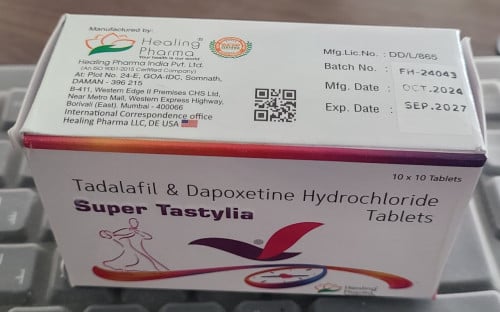 Manufactured by:
Healing®
Pharma
Your health is our world
Healing Pharma India Pvt. Ltd.
(An ISO 9001-2015 Certified Company)
At: Plot No. 24-E, GOA-IDC, Somnath,
DAMAN - 396 215
B-411, Western Edge II Premises CHS Ltd,
Near Metro Mall, Western Express Highway,
Borivali (East), Mumbai - 400066
International Correspondence office
Healing Pharma LLC, DE USA
Mfg.Lic.No. : DD/L/865
Batch No. : FH-24043
Mfg. Date : OCT.2024
Exp. Date : SEP.2027
10 x 10 Tablets
Tadalafil & Dapoxetine Hydrochloride
Tablets
Super Tastylia
®
Healing
Pharma